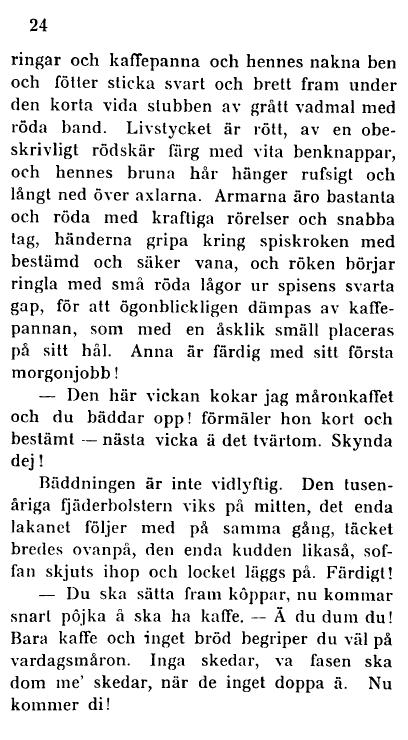 24
ringar och kaffepanna och hennes nakna ben
och fötter sticka svart och brett fram under
den korta vida stubben av grått vadmal med
röda band. Livstycket är rött, av en obe-
skrivligt rödskär färg med vita benknappar,
och hennes bruna hår hänger rufsigt och
långt ned över axlarna. Armarna äro bastanta
och röda med kraftiga rörelser och snabba
tag, händerna gripa kring spiskroken med
bestämd och säker vana, och röken börjar
ringla med små röda lågor ur spisens svarta
gap, för att ögonblickligen dämpas av kaffe-
pannan, som med en åsklik smäll placeras
på sitt hål. Anna är färdig med sitt första
morgonjobb!
— Den här vickan kokar jag måronkaffet
och du bäddar opp! förmäler hon kort och
bestämt — nästa vicka ä det tvärtom. Skynda
dej!
Bäddningen är inte vidlyftig. Den tusen-
åriga fjäderbolstern viks på mitten, det enda
lakanet följer med på samma gång, täcket
bredes ovanpå, den enda kudden likaså, sof-
fan skjuts ihop och locket läggs på. Färdigt!
— Du ska sätta fram köppar, nu kommar
snart pôjka å ska ha kaffe. — Ä du dum du!
Bara kaffe och inget bröd begriper du väl på
vardagsmåron. Inga skedar, va fasen ska
dom me' skedar, när de inget doppa ä. Nu
kommer di!